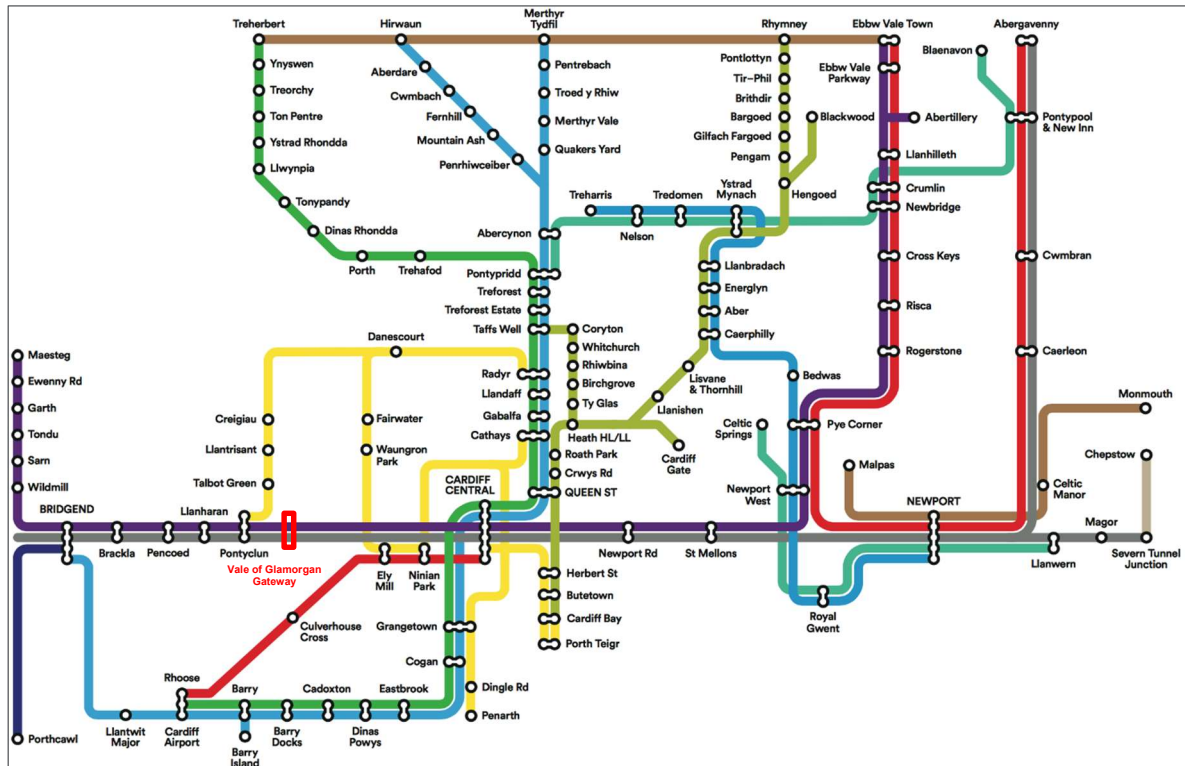 Treherbert
Hirwaun
Merthyr
Tydfil
Rhymney
Ebbw Vale Town
Abergavenny
Ynyswen
Treorchy
Ton Pentre
Ystrad Rhondda
Llwynpia
Tonypandy
Dinas Rhondda
Porth
Trehafod
Aberdare
Cwmbach
Fernhill
Mountain Ash
Penrhiwceiber
Pentrebach
Troed y Rhiw
Merthyr Vale
Quakers Yard
Abercynon
Pontypridd
Treforest
Treforest Estate
Taffs Well
Radyr
Llandaff
Gabalfa
Cathays
QUEEN ST
CARDIFF
CENTRAL
Pontlottyn
Tir-Phil
Brithdir
Bargoed
Gilfach Fargoed
Pengam
Blackwood
Hengoed
Ystrad
Mynach
Treharris
Tredomen
Nelson
Llanbradach
Energlyn
Aber
Caerphilly
Lisvane
& Thornhill
Llanishen
Coryton
Whitchurch
Rhiwbina
Birchgrove
Ty Glas
Heath HL/LL
Cardiff
Gate
Roath Park
Crwys Rd
Ebbw Vale
Parkway
Abertillery
Llanhilleth
Crumlin
Newbridge
Cross Keys
Risca
Rogerstone
Pye Corner
Blaenavon
Pontypool
& New Inn
Cwmbran
Caerleon
Bedwas
Celtic
Springs
Newport
West
Malpas
NEWPORT
Monmouth
Celtic
Manor
Chepstow
Magor
Severn Tunnel
Junction
Llanwern
Royal
Gwent
St Mellons
Newport Rd
Danescourt
Creigiau
Llantrisant
Talbot Green
Fairwater
Waungron
Park
Maesteg
Ewenny Rd
Garth
Tondu
Sarn
Wildmill
BRIDGEND
Brackla
Pencoed
Llanharan
Pontyclun
Vale of Glamorgan
Gateway
Ely
Mill
Ninian
Park
Culverhouse
Cross
Herbert St
Butetown
Cardiff Bay
Porth Teigr
Grangetown
Cogan
Dingle Rd
Penarth
Rhoose
Cardiff
Airport
Barry
Barry
Island
Barry
Docks
Cadoxton
Dinas
Powys
Eastbrook
Llantwit
Major
Porthcawl